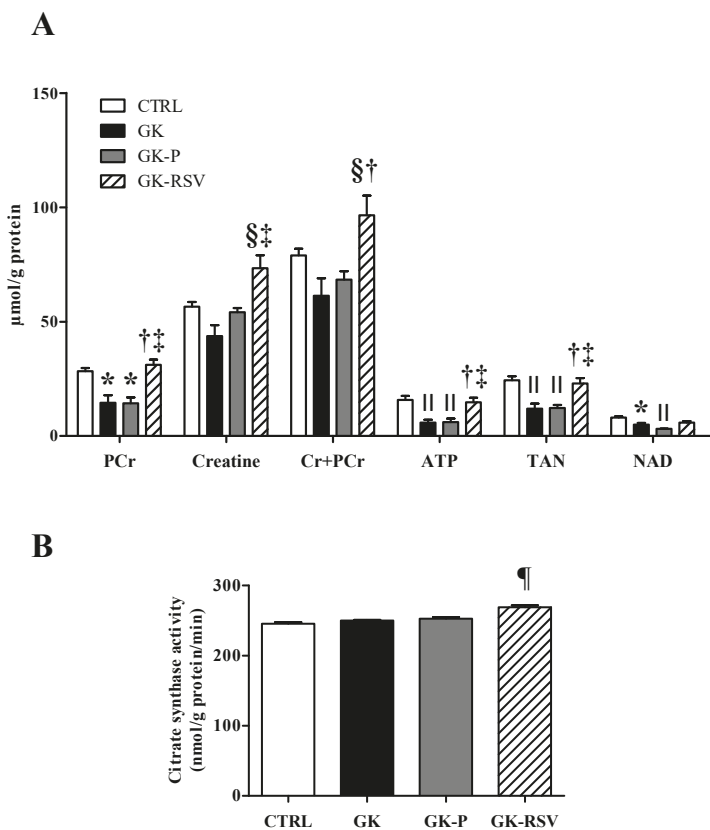 A
150
CTRL
GK
GK-P
GK-RSV
§†
100
§‡
µmol/g protein
50
†‡
†‡
†‡
* *
|| ||
|| ||
* ||
0
PCr Creatine Cr+PCr ATP TAN NAD
B
¶
300
200
100
0
Citrate synthase activity
(nmol/g protein/min)
CTRL GK GK-P GK-RSV